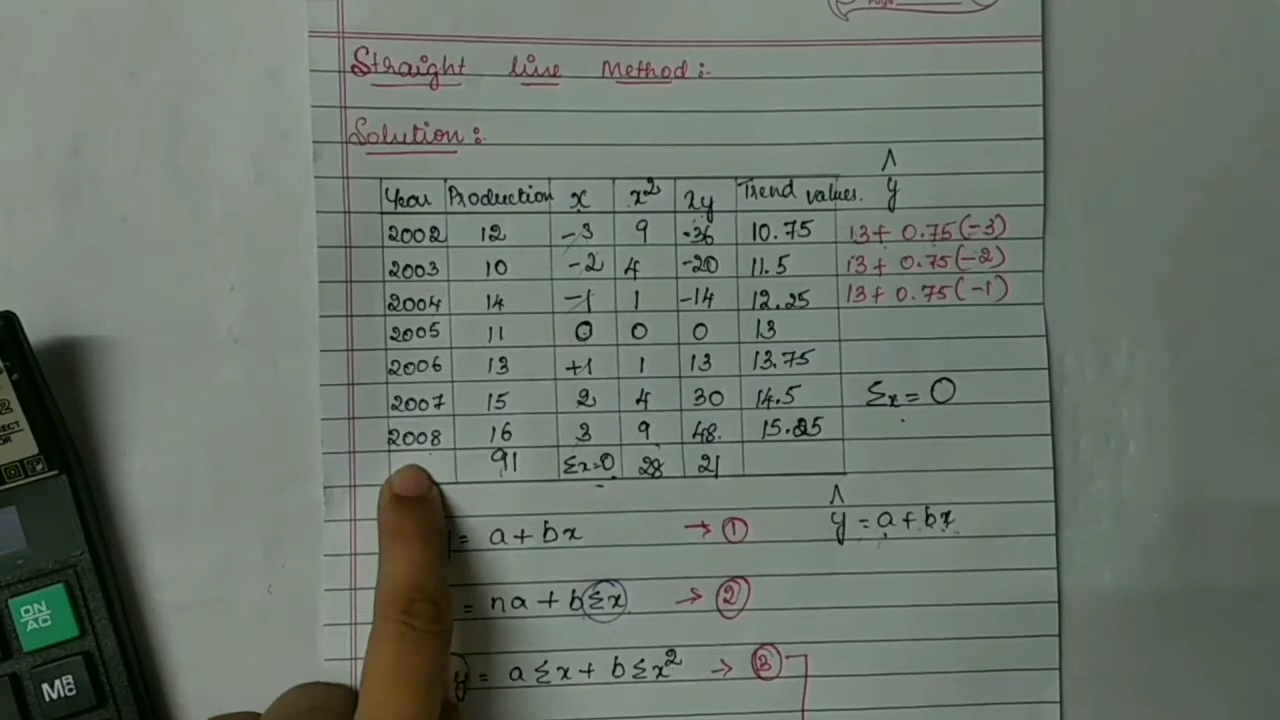 Straight line Method:-
Solution:-
Year Production x x² xy Trend values. ŷ
2002 12 -3 9 -36 10.75 13+ 0.75(-3)
2003 10 -2 4 -20 11.5 13+ 0.75(-2)
2004 14 -1 1 -14 12.25 13+ 0.75(-1)
2005 11 0 0 0 13
2006 13 +1 1 13 13.75
2007 15 2 4 30 14.5 Σx = 0
2008 16 3 9 48. 15.25
91 Σx=0 28 21
= a + bx → ① ŷ = a + bx
= na + bΣx → ②
y = aΣx + bΣx² → ③
ON/AC